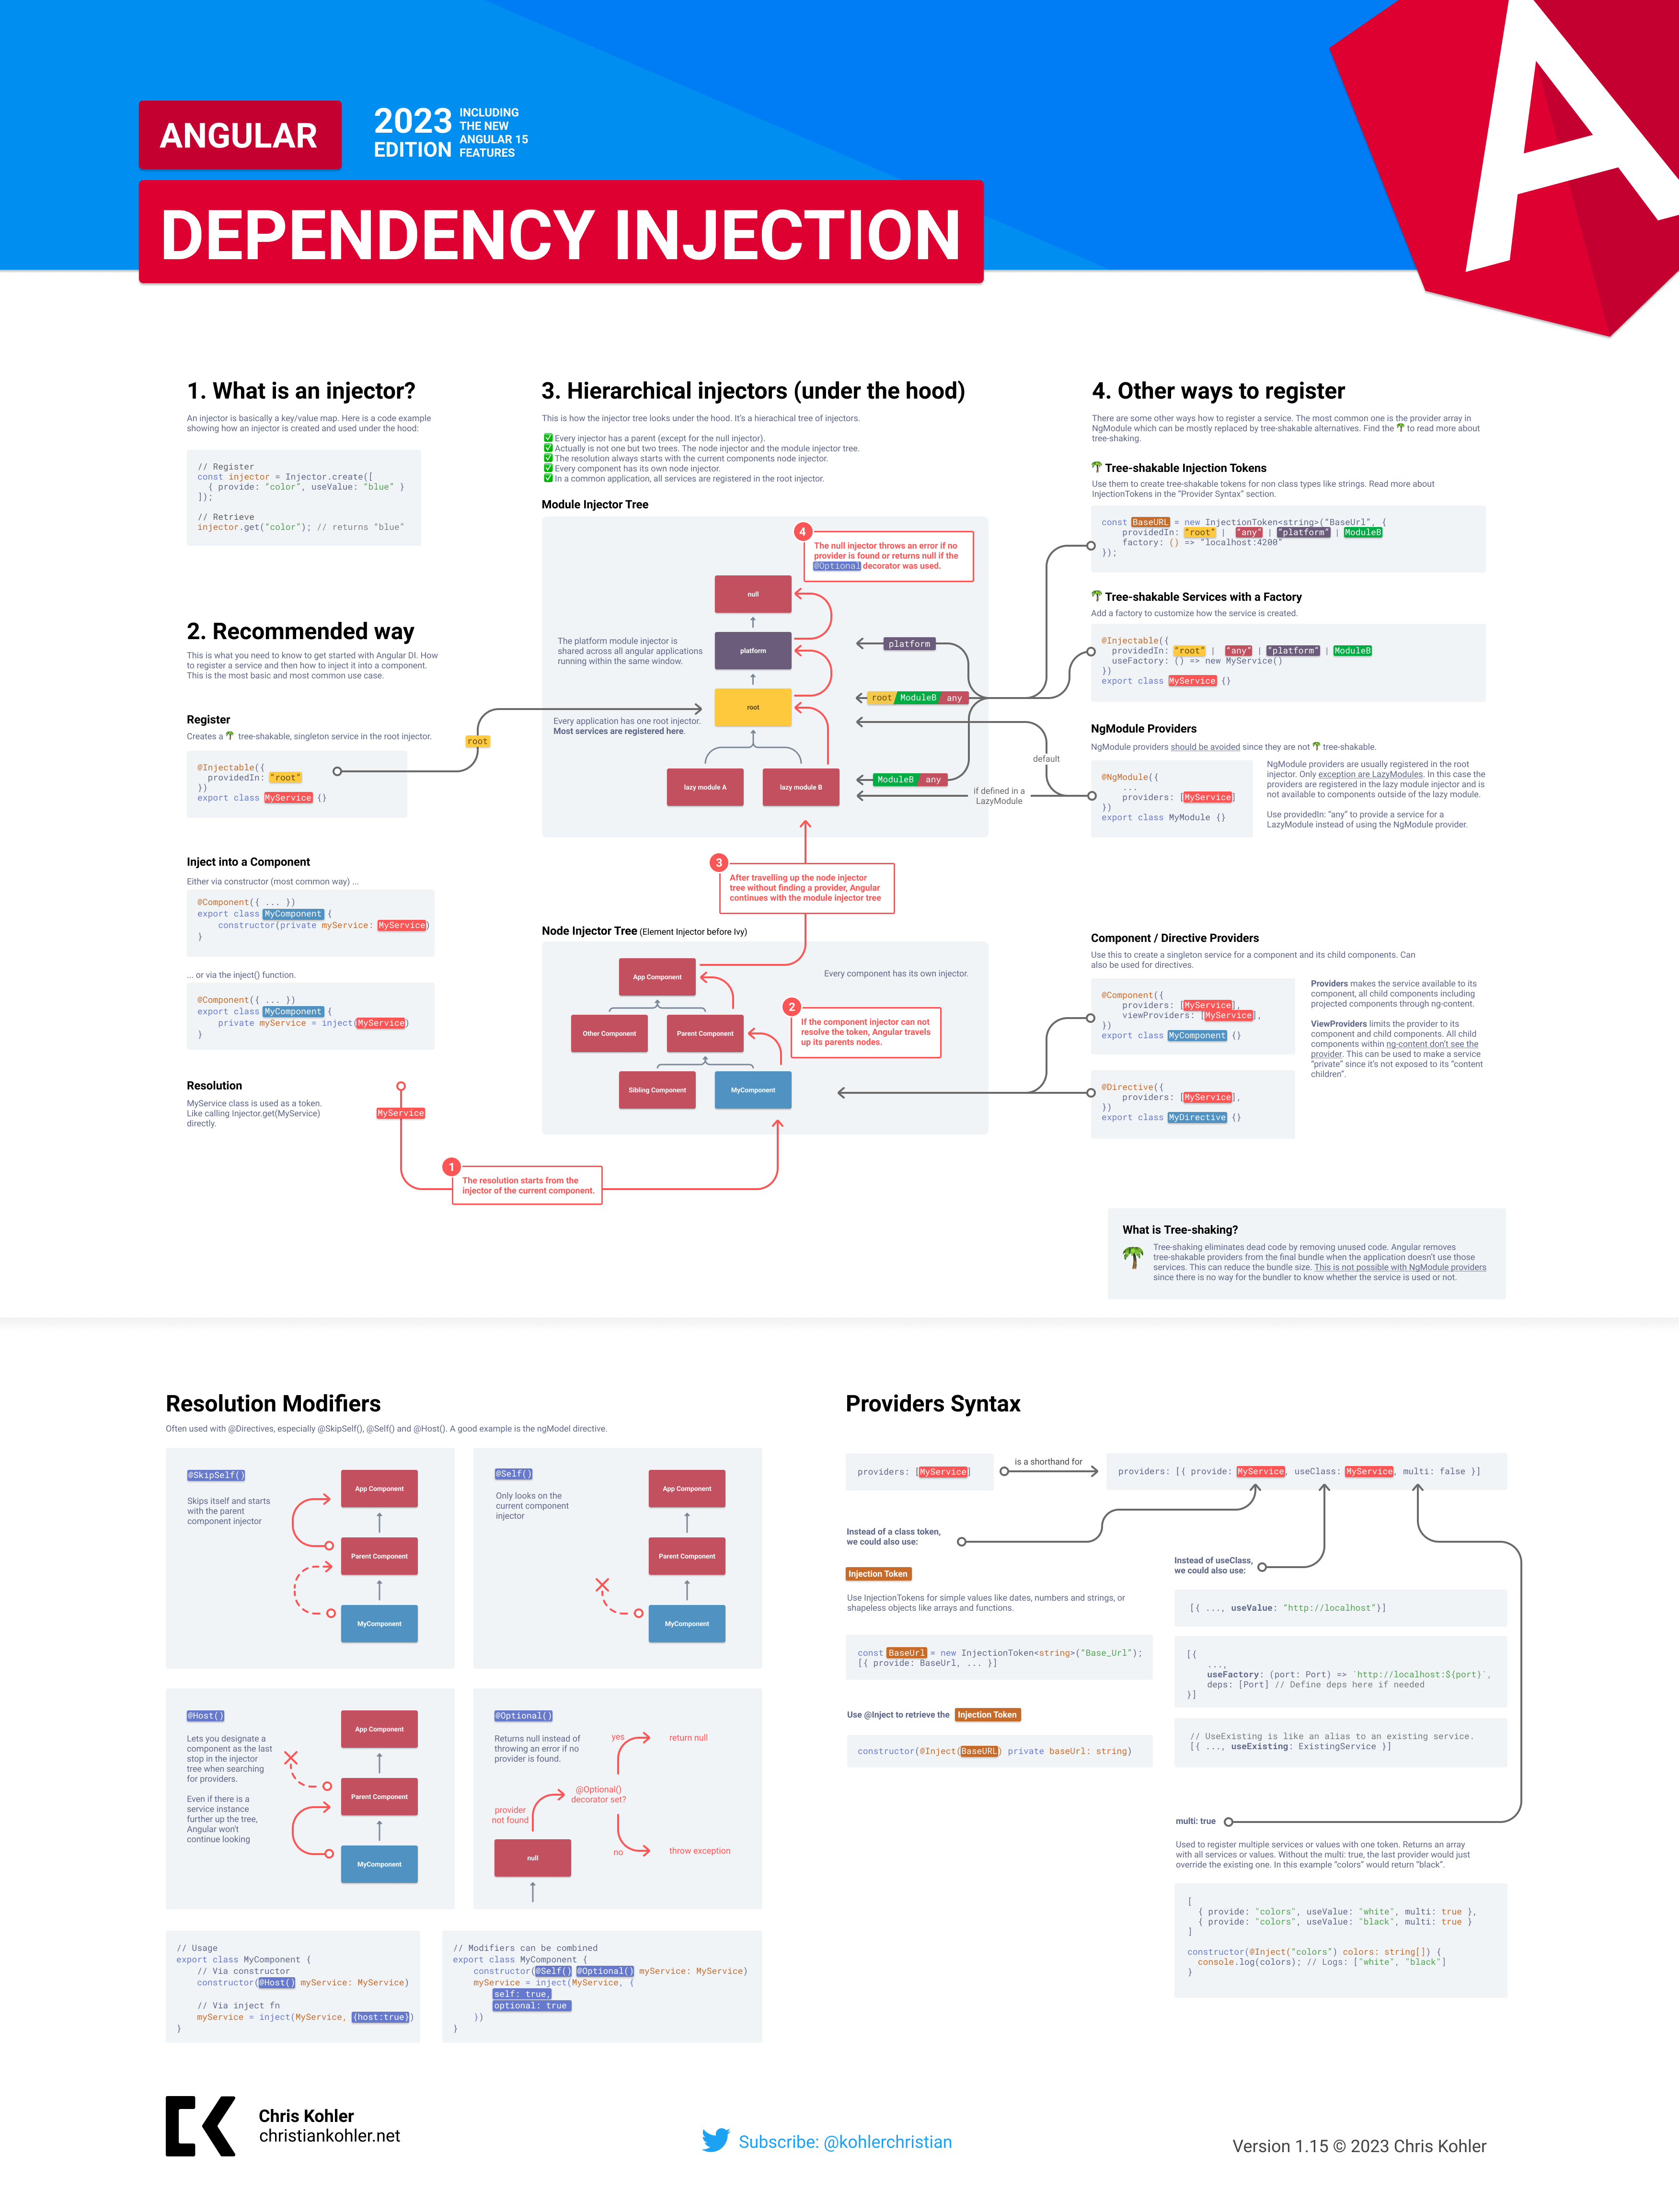 ANGULAR
2023
EDITION
INCLUDING
THE NEW
ANGULAR 15
FEATURES
DEPENDENCY INJECTION
1. What is an injector?
An injector is basically a key/value map. Here is a code example
showing how an injector is created and used under the hood:
// Register
const injector = Injector.create([
{ provide: "color", useValue: "blue" }
]);
// Retrieve
injector.get("color"); // returns "blue"
2. Recommended way
This is what you need to know to get started with Angular DI. How
to register a service and then how to inject it into a component.
This is the most basic and most common use case.
Register
Creates a 🌴 tree-shakable, singleton service in the root injector.
@Injectable({
providedIn: "root"
})
export class MyService {}
root
Inject into a Component
Either via constructor (most common way) ...
@Component({ ... })
export class MyComponent {
constructor(private myService: MyService)
}
... or via the inject() function.
@Component({ ... })
export class MyComponent {
private myService = inject(MyService)
}
Resolution
MyService class is used as a token.
Like calling Injector.get(MyService)
directly.
MyService
1
The resolution starts from the
injector of the current component.
3. Hierarchical injectors (under the hood)
This is how the injector tree looks under the hood. It's a hierachical tree of injectors.
✅ Every injector has a parent (except for the null injector).
✅ Actually is not one but two trees. The node injector and the module injector tree.
✅ The resolution always starts with the current components node injector.
✅ Every component has its own node injector.
✅ In a common application, all services are registered in the root injector.
Module Injector Tree
4
The null injector throws an error if no
provider is found or returns null if the
@Optional decorator was used.
null
The platform module injector is
shared across all angular applications
running within the same window.
platform
platform
root
Every application has one root injector.
Most services are registered here.
root ModuleB any
lazy module A
lazy module B
ModuleB any
default
if defined in a
LazyModule
3
After travelling up the node injector
tree without finding a provider, Angular
continues with the module injector tree
Node Injector Tree (Element Injector before Ivy)
App Component
Every component has its own injector.
Other Component
Parent Component
2
If the component injector can not
resolve the token, Angular travels
up its parents nodes.
Sibling Component
MyComponent
4. Other ways to register
There are some other ways how to register a service. The most common one is the provider array in
NgModule which can be mostly replaced by tree-shakable alternatives. Find the 🌴 to read more about
tree-shaking.
🌴 Tree-shakable Injection Tokens
Use them to create tree-shakable tokens for non class types like strings. Read more about
InjectionTokens in the "Provider Syntax" section.
const BaseURL = new InjectionToken<string>("BaseUrl", {
providedIn: "root" | "any" | "platform" | ModuleB
factory: () => "localhost:4200"
});
🌴 Tree-shakable Services with a Factory
Add a factory to customize how the service is created.
@Injectable({
providedIn: "root" | "any" | "platform" | ModuleB
useFactory: () => new MyService()
})
export class MyService {}
NgModule Providers
NgModule providers should be avoided since they are not 🌴 tree-shakable.
@NgModule({
...
providers: [MyService]
})
export class MyModule {}
NgModule providers are usually registered in the root
injector. Only exception are LazyModules. In this case the
providers are registered in the lazy module injector and is
not available to components outside of the lazy module.
Use providedIn: "any" to provide a service for a
LazyModule instead of using the NgModule provider.
Component / Directive Providers
Use this to create a singleton service for a component and its child components. Can
also be used for directives.
@Component({
providers: [MyService],
viewProviders: [MyService],
})
export class MyComponent {}
@Directive({
providers: [MyService],
})
export class MyDirective {}
Providers makes the service available to its
component, all child components including
projected components through ng-content.
ViewProviders limits the provider to its
component and child components. All child
components within ng-content don't see the
provider. This can be used to make a service
"private" since it's not exposed to its "content
children".
What is Tree-shaking?
Tree-shaking eliminates dead code by removing unused code. Angular removes
tree-shakable providers from the final bundle when the application doesn't use those
services. This can reduce the bundle size. This is not possible with NgModule providers
since there is no way for the bundler to know whether the service is used or not.
Resolution Modifiers
Often used with @Directives, especially @SkipSelf(), @Self() and @Host(). A good example is the ngModel directive.
@SkipSelf()
Skips itself and starts
with the parent
component injector
App Component
Parent Component
MyComponent
@Self()
Only looks on the
current component
injector
App Component
Parent Component
MyComponent
@Host()
Lets you designate a
component as the last
stop in the injector
tree when searching
for providers.
Even if there is a
service instance
further up the tree,
Angular won't
continue looking
App Component
Parent Component
MyComponent
@Optional()
Returns null instead of
throwing an error if no
provider is found.
yes
return null
@Optional()
decorator set?
provider
not found
no
throw exception
null
// Usage
export class MyComponent {
// Via constructor
constructor(@Host() myService: MyService)
// Via inject fn
myService = inject(MyService, {host:true})
}
// Modifiers can be combined
export class MyComponent {
constructor(@Self() @Optional() myService: MyService)
myService = inject(MyService, {
self: true,
optional: true
})
}
Providers Syntax
providers: [MyService]
is a shorthand for
providers: [{ provide: MyService, useClass: MyService, multi: false }]
Instead of a class token,
we could also use:
Injection Token
Use InjectionTokens for simple values like dates, numbers and strings, or
shapeless objects like arrays and functions.
const BaseUrl = new InjectionToken<string>("Base_Url");
[{ provide: BaseUrl, ... }]
Use @Inject to retrieve the Injection Token
constructor(@Inject(BaseURL) private baseUrl: string)
Instead of useClass,
we could also use:
[{ ..., useValue: "http://localhost"}]
[{
...,
useFactory: (port: Port) => `http://localhost:${port}`,
deps: [Port] // Define deps here if needed
}]
// UseExisting is like an alias to an existing service.
[{ ..., useExisting: ExistingService }]
multi: true
Used to register multiple services or values with one token. Returns an array
with all services or values. Without the multi: true, the last provider would just
override the existing one. In this example "colors" would return "black".
[
{ provide: "colors", useValue: "white", multi: true },
{ provide: "colors", useValue: "black", multi: true }
]
constructor(@Inject("colors") colors: string[]) {
console.log(colors); // Logs: ["white", "black"]
}
Chris Kohler
christiankohler.net
Subscribe: @kohlerchristian
Version 1.15 © 2023 Chris Kohler